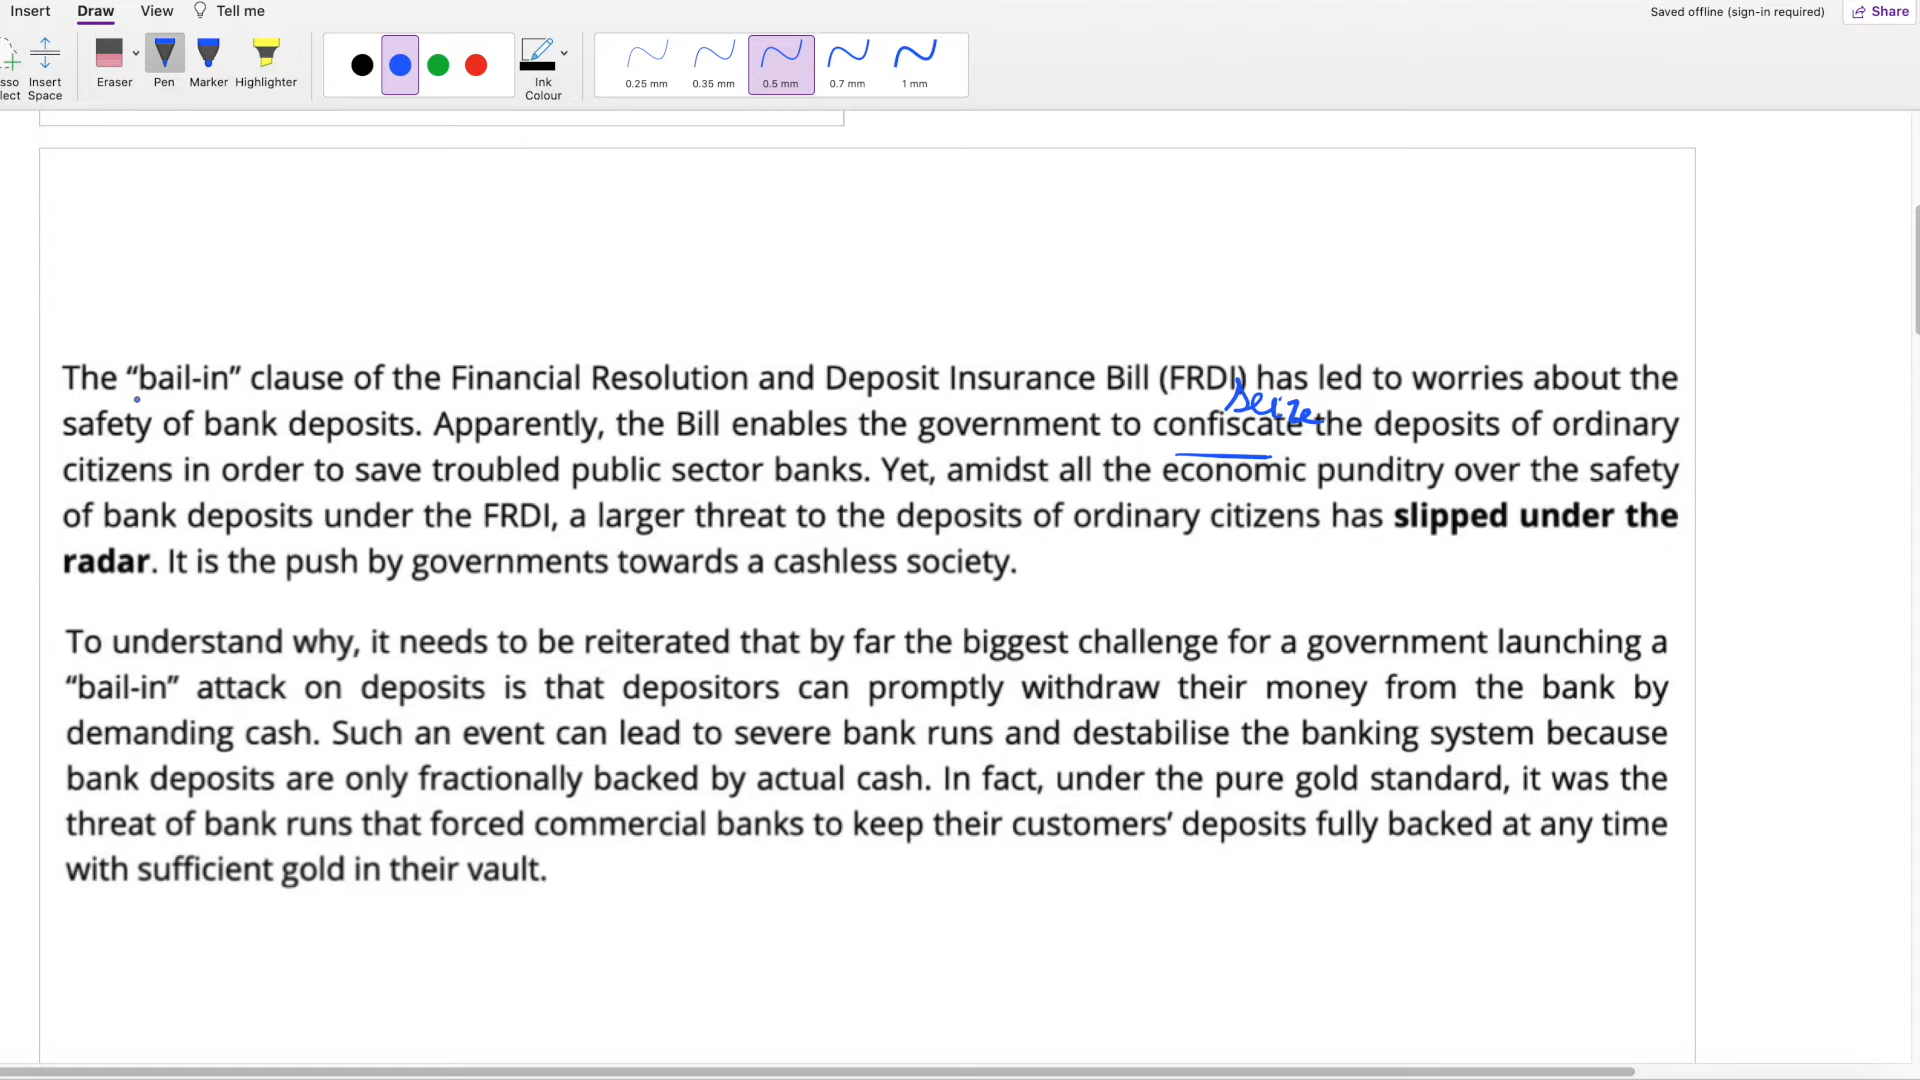 Insert Draw View Tell me Saved offline (sign-in required) Share
sso
lect
Insert
Space
Eraser Pen Marker Highlighter
Ink
Colour
0.25 mm 0.35 mm 0.5 mm 0.7 mm 1 mm
The “bail-in” clause of the Financial Resolution and Deposit Insurance Bill (FRDI) has led to worries about the
seize
safety of bank deposits. Apparently, the Bill enables the government to confiscate the deposits of ordinary
citizens in order to save troubled public sector banks. Yet, amidst all the economic punditry over the safety
of bank deposits under the FRDI, a larger threat to the deposits of ordinary citizens has slipped under the
radar. It is the push by governments towards a cashless society.
To understand why, it needs to be reiterated that by far the biggest challenge for a government launching a
“bail-in” attack on deposits is that depositors can promptly withdraw their money from the bank by
demanding cash. Such an event can lead to severe bank runs and destabilise the banking system because
bank deposits are only fractionally backed by actual cash. In fact, under the pure gold standard, it was the
threat of bank runs that forced commercial banks to keep their customers’ deposits fully backed at any time
with sufficient gold in their vault.